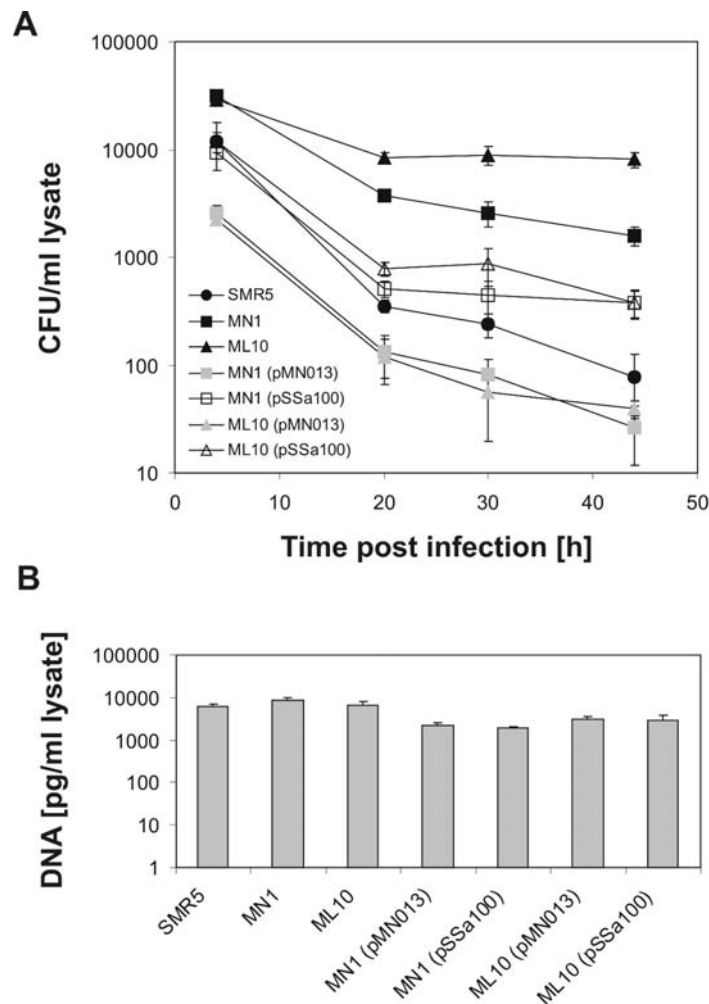 A
CFU/ml lysate
100000
10000
1000
100
10
SMR5
MN1
ML10
MN1 (pMN013)
MN1 (pSSa100)
ML10 (pMN013)
ML10 (pSSa100)
0 10 20 30 40 50
Time post infection [h]
B
DNA [pg/ml lysate]
100000
10000
1000
100
10
1
SMR5
MN1
ML10
MN1 (pMN013)
MN1 (pSSa100)
ML10 (pMN013)
ML10 (pSSa100)